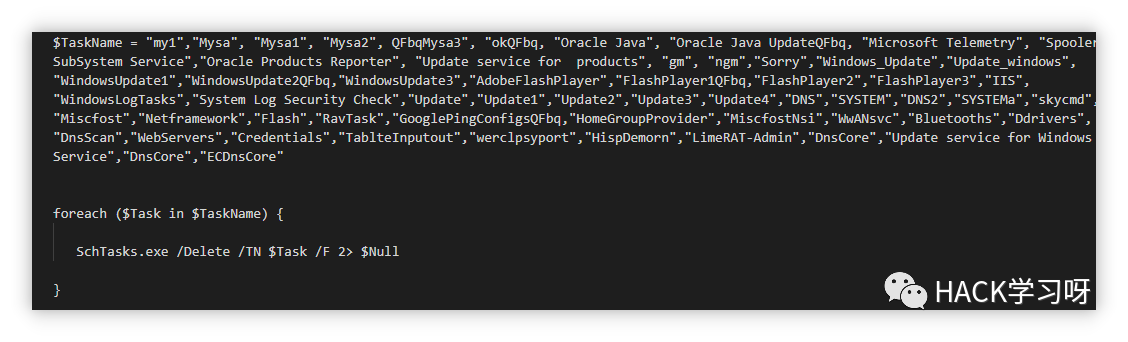 $TaskName = "my1","Mysa", "Mysa1", "Mysa2", QFbqMysa3", "okQFbq, "Oracle Java", "Oracle Java UpdateQFbq, "Microsoft Telemetry", "Spooler
SubSystem Service","Oracle Products Reporter", "Update service for  products", "gm", "ngm","Sorry","Windows_Update","Update_windows",
"WindowsUpdate1","WindowsUpdate2QFbq,"WindowsUpdate3","AdobeFlashPlayer","FlashPlayer1QFbq,"FlashPlayer2","FlashPlayer3","IIS",
"WindowsLogTasks","System Log Security Check","Update","Update1","Update2","Update3","Update4","DNS","SYSTEM","DNS2","SYSTEMa","skycmd",
"Miscfost","Netframework","Flash","RavTask","GooglePingConfigsQFbq,"HomeGroupProvider","MiscfostNsi","WwANsvc","Bluetooths","Ddrivers",
"DnsScan","WebServers","Credentials","TablteInputout","werclpsyport","HispDemorn","LimeRAT-Admin","DnsCore","Update service for Windows
Service","DnsCore","ECDnsCore"
foreach ($Task in $TaskName) {
SchTasks.exe /Delete /TN $Task /F 2> $Null
}
HACK学习呀